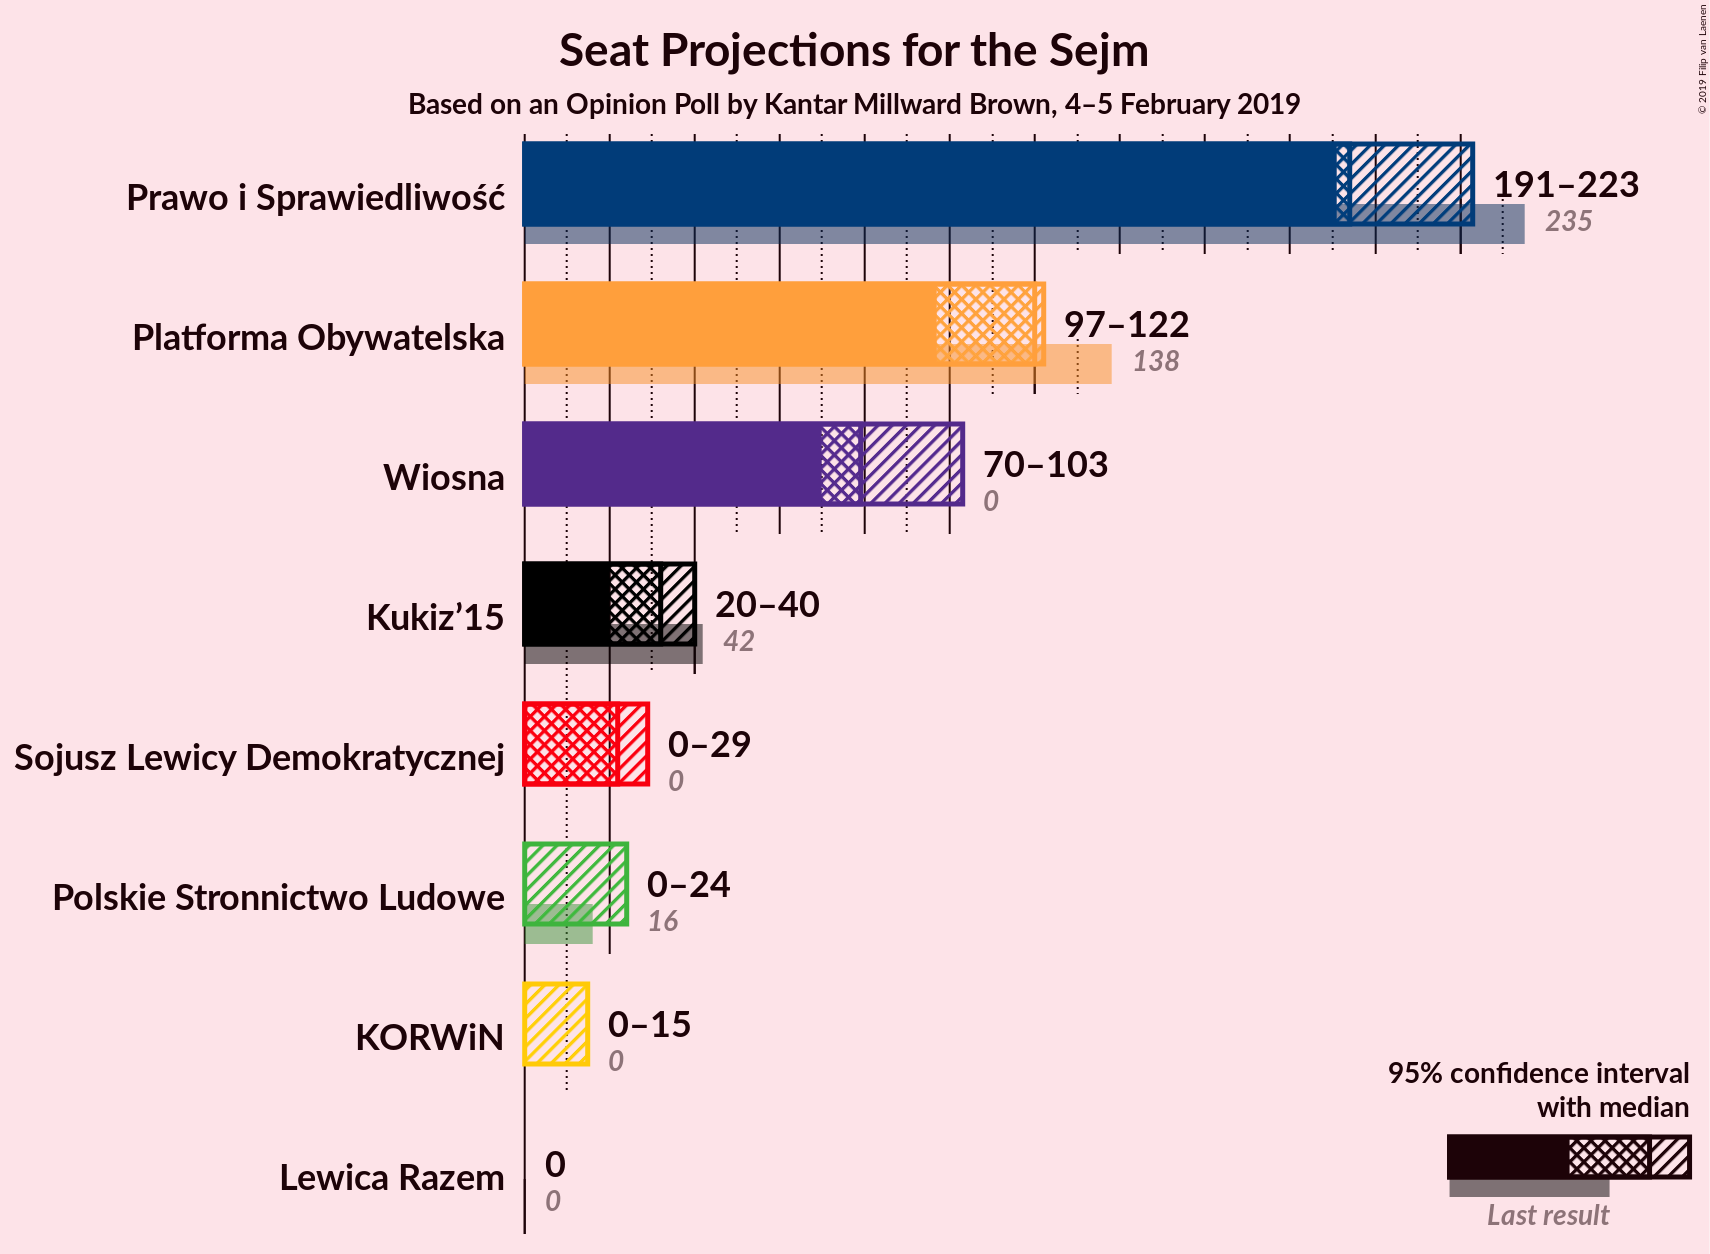 Seat Projections for the Sejm
Based on an Opinion Poll by Kantar Millward Brown, 4–5 February 2019
© 2019 Filip van Laenen
Prawo i Sprawiedliwość
191–223
235
Platforma Obywatelska
97–122
138
Wiosna
70–103
0
Kukiz’15
20–40
42
Sojusz Lewicy Demokratycznej
0–29
0
Polskie Stronnictwo Ludowe
0–24
16
KORWiN
0–15
0
Lewica Razem
0
0
95% confidence interval
with median
Last result